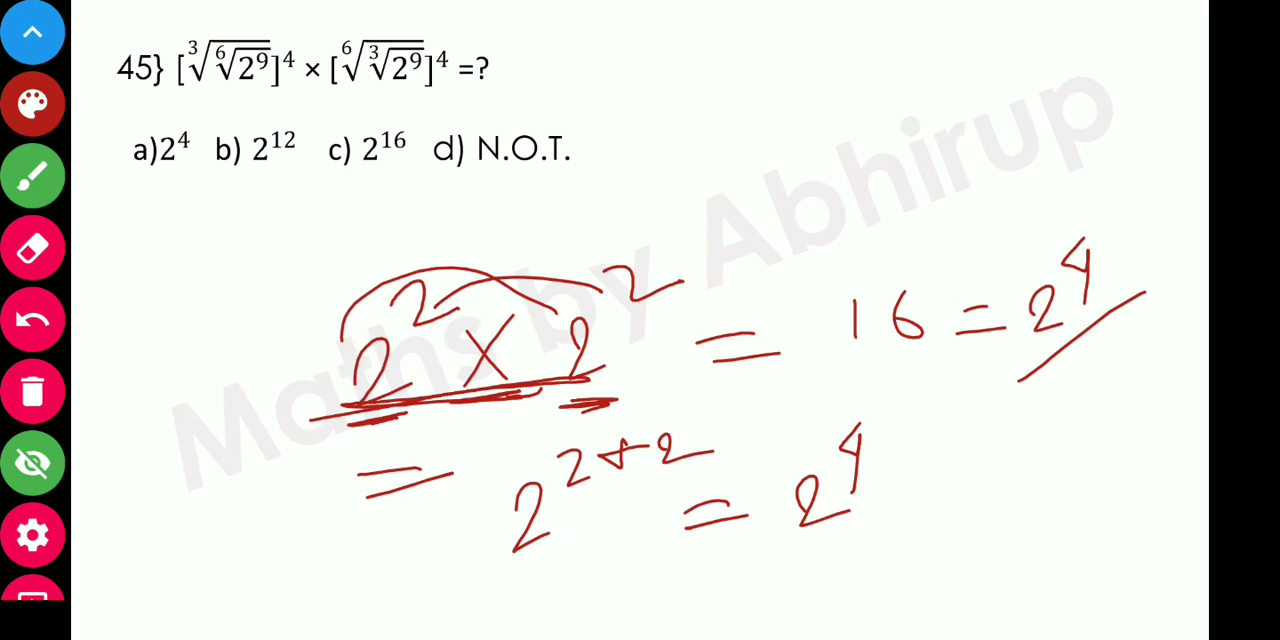 45} [∛(⁶√2⁹)]⁴ × [⁶√(∛2⁹)]⁴ =?
a)2⁴ b) 2¹² c) 2¹⁶ d) N.O.T.
Maths by Abhirup
2² × 2² = 16 = 2⁴
= 2²⁺² = 2⁴